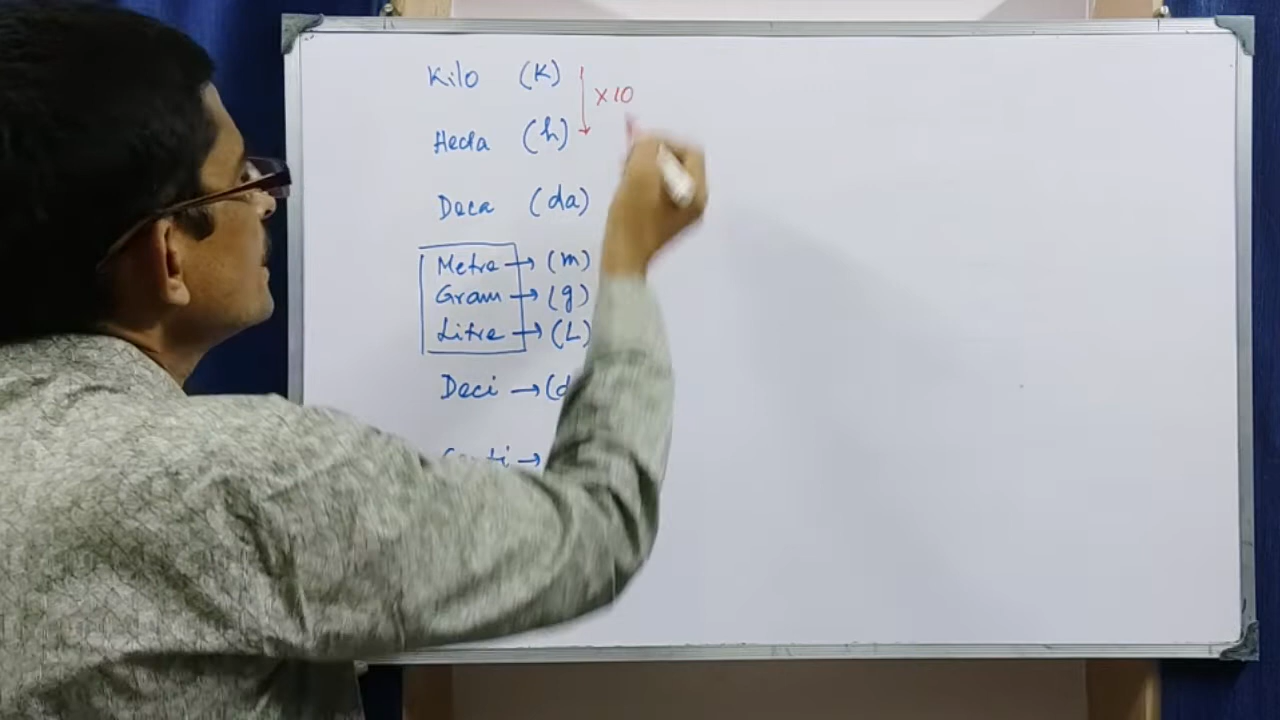 Kilo (K)
×10
Hecta (h)
Deca (da)
Metre → (m)
Gram → (g)
Litre → (L)
Deci → (d
→